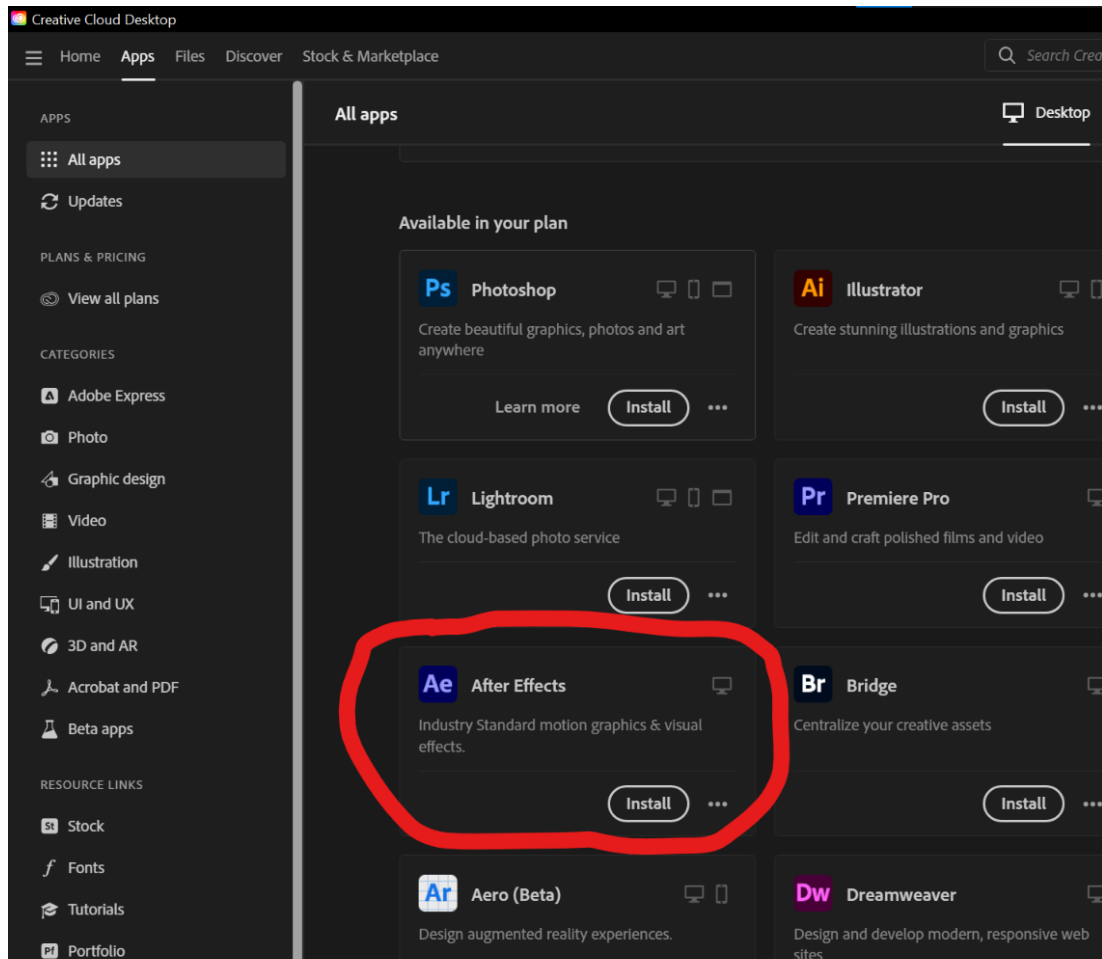 Creative Cloud Desktop
Home Apps Files Discover Stock & Marketplace
Search
APPS
All apps
Updates
PLANS & PRICING
View all plans
CATEGORIES
Adobe Express
Photo
Graphic design
Video
Illustration
UI and UX
3D and AR
Acrobat and PDF
Beta apps
RESOURCE LINKS
St Stock
Fonts
Tutorials
Pf Portfolio
All apps
Desktop
Available in your plan
Ps Photoshop
Create beautiful graphics, photos and art
anywhere
Learn more Install
Ai Illustrator
Create stunning illustrations and graphics
Install
Lr Lightroom
The cloud-based photo service
Install
Pr Premiere Pro
Edit and craft polished films and video
Install
Ae After Effects
Industry Standard motion graphics & visual
effects.
Install
Br Bridge
Centralize your creative assets
Install
Ar Aero (Beta)
Design augmented reality experiences.
Dw Dreamweaver
Design and develop modern, responsive web
sites